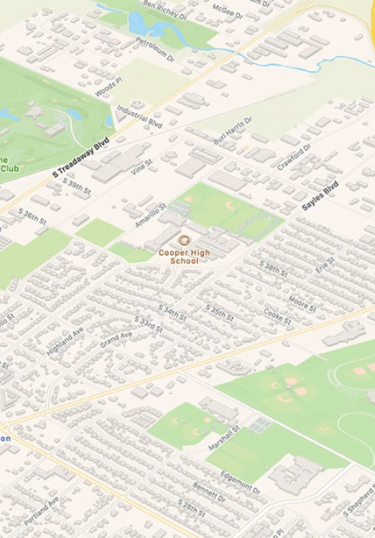 Ben Richey Dr
McGee Dr
Petroleum Dr
Woods Pl
Industrial Blvd
Burl Harris Dr
S Treadaway Blvd
Vine St
Crawford Dr
Club
S 39th St
Sayles Blvd
S 36th St
Amarillo St
Cooper High
School
S 38th St
Erie St
Moore St
S 34th St
S 35th St
Cooke St
S 33rd St
Highland Ave
Grand Ave
on
Marshall St
Edgemont Dr
Bennett Dr
S 28th St
Portland Ave
S Shepherd S
n Pl